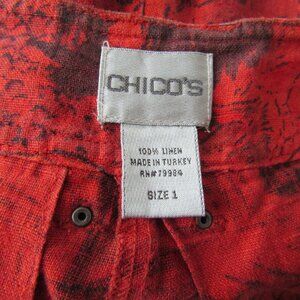 CHICO'S
100% LINEN
MADE IN TURKEY
RN#79984
SIZE 1